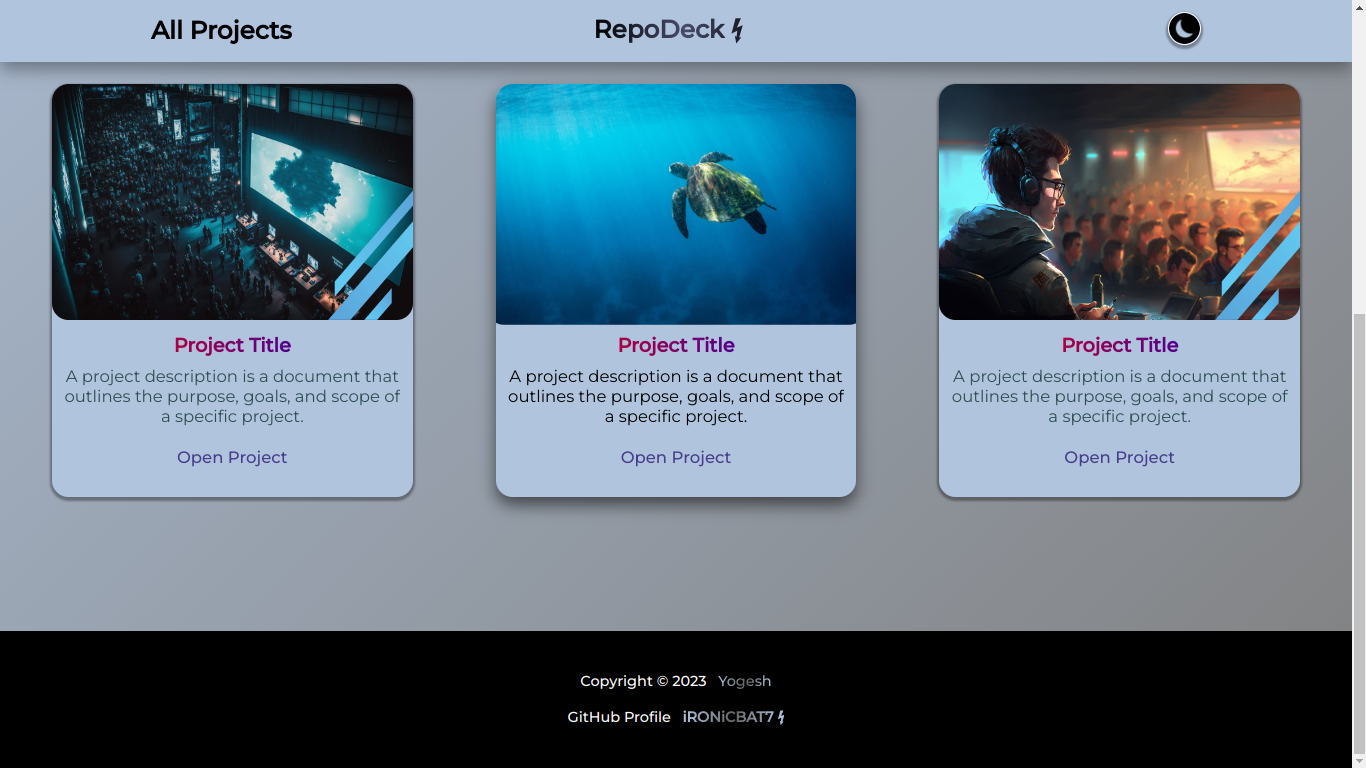 All Projects
RepoDeck
Project Title
A project description is a document that
outlines the purpose, goals, and scope of
a specific project.
Open Project
Project Title
A project description is a document that
outlines the purpose, goals, and scope of
a specific project.
Open Project
Project Title
A project description is a document that
outlines the purpose, goals, and scope of
a specific project.
Open Project
Copyright © 2023 Yogesh
GitHub Profile iRONiCBAT7